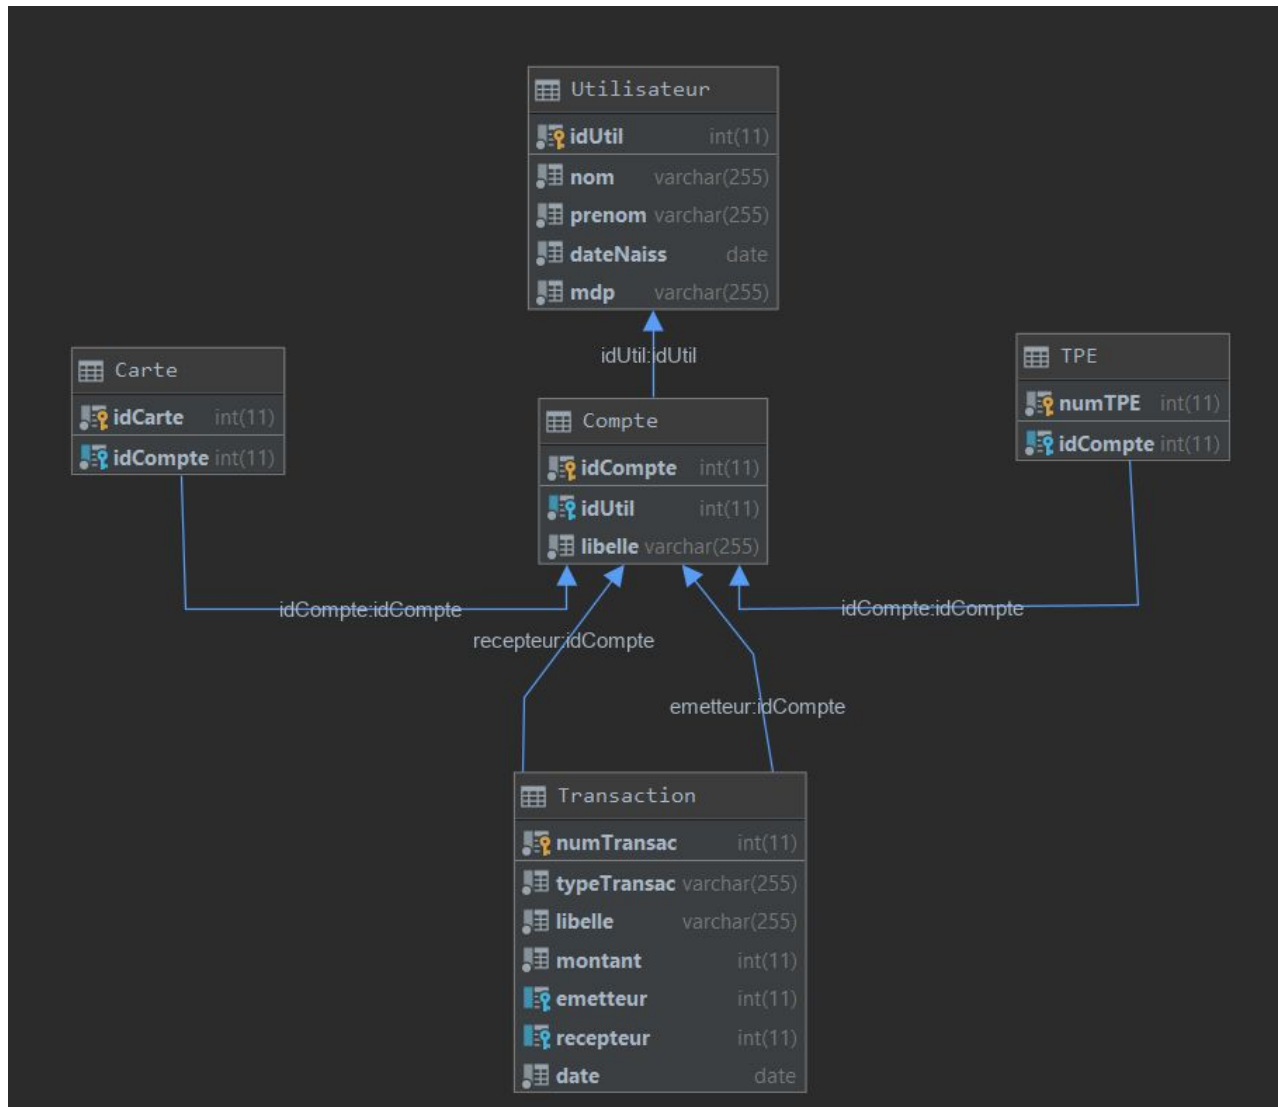 Utilisateur
idUtil int(11)
nom varchar(255)
prenom varchar(255)
dateNaiss date
mdp varchar(255)
idUtil:idUtil
Carte
idCarte int(11)
idCompte int(11)
TPE
numTPE int(11)
idCompte int(11)
Compte
idCompte int(11)
idUtil int(11)
libelle varchar(255)
idCompte:idCompte
idCompte:idCompte
recepteur:idCompte
emetteur:idCompte
Transaction
numTransac int(11)
typeTransac varchar(255)
libelle varchar(255)
montant int(11)
emetteur int(11)
recepteur int(11)
date date